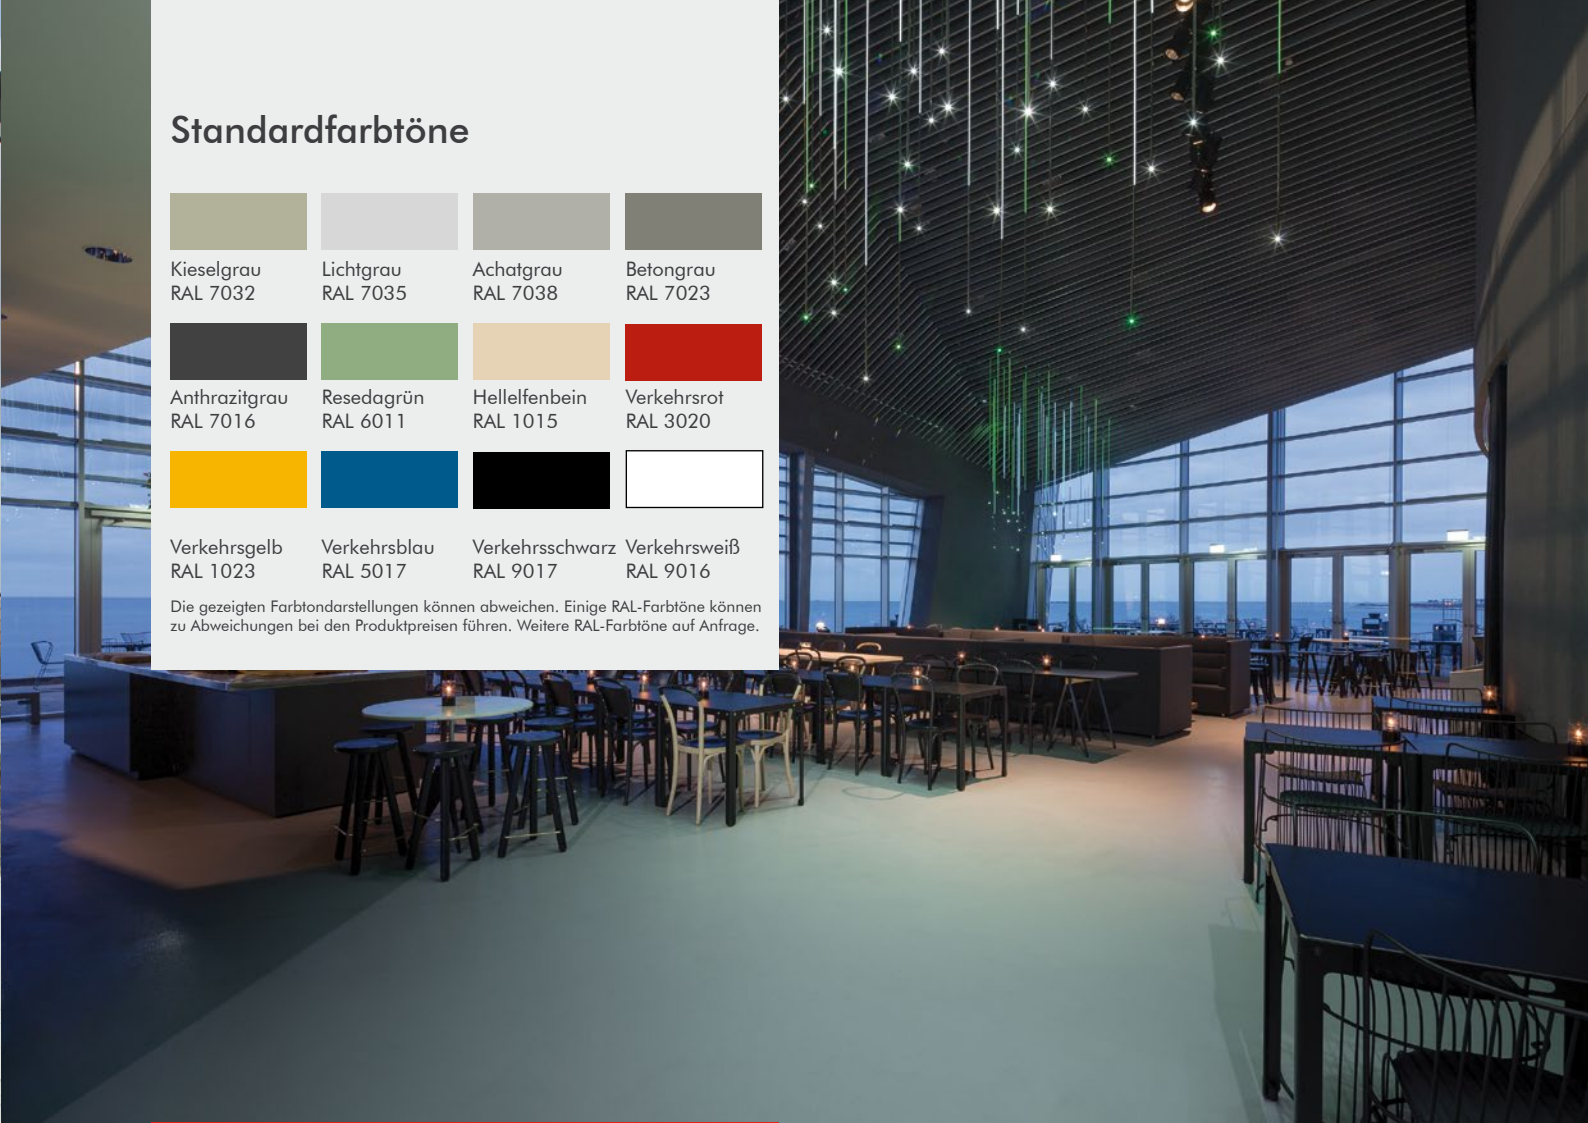 Standardfarbtöne
Kieselgrau
RAL 7032
Lichtgrau
RAL 7035
Achatgrau
RAL 7038
Betongrau
RAL 7023
Anthrazitgrau
RAL 7016
Resedagrün
RAL 6011
Hellelfenbein
RAL 1015
Verkehrsrot
RAL 3020
Verkehrsgelb
RAL 1023
Verkehrsblau
RAL 5017
Verkehrsschwarz
RAL 9017
Verkehrsweiß
RAL 9016
Die gezeigten Farbtondarstellungen können abweichen. Einige RAL-Farbtöne können
zu Abweichungen bei den Produktpreisen führen. Weitere RAL-Farbtöne auf Anfrage.